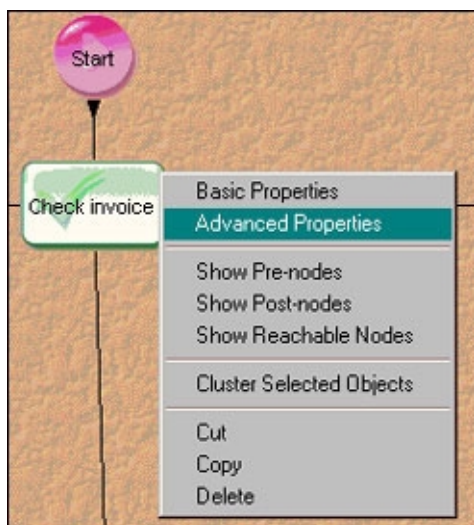 Start
Check invoice
Basic Properties
Advanced Properties
Show Pre-nodes
Show Post-nodes
Show Reachable Nodes
Cluster Selected Objects
Cut
Copy
Delete